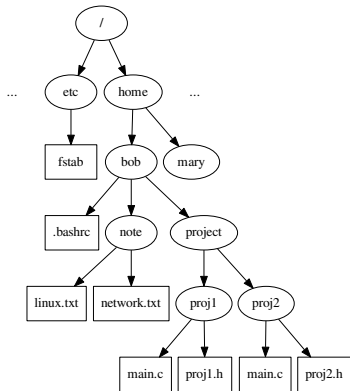 /
... etc home ...
fstab bob mary
.bashrc note project
linux.txt network.txt proj1 proj2
main.c proj1.h main.c proj2.h